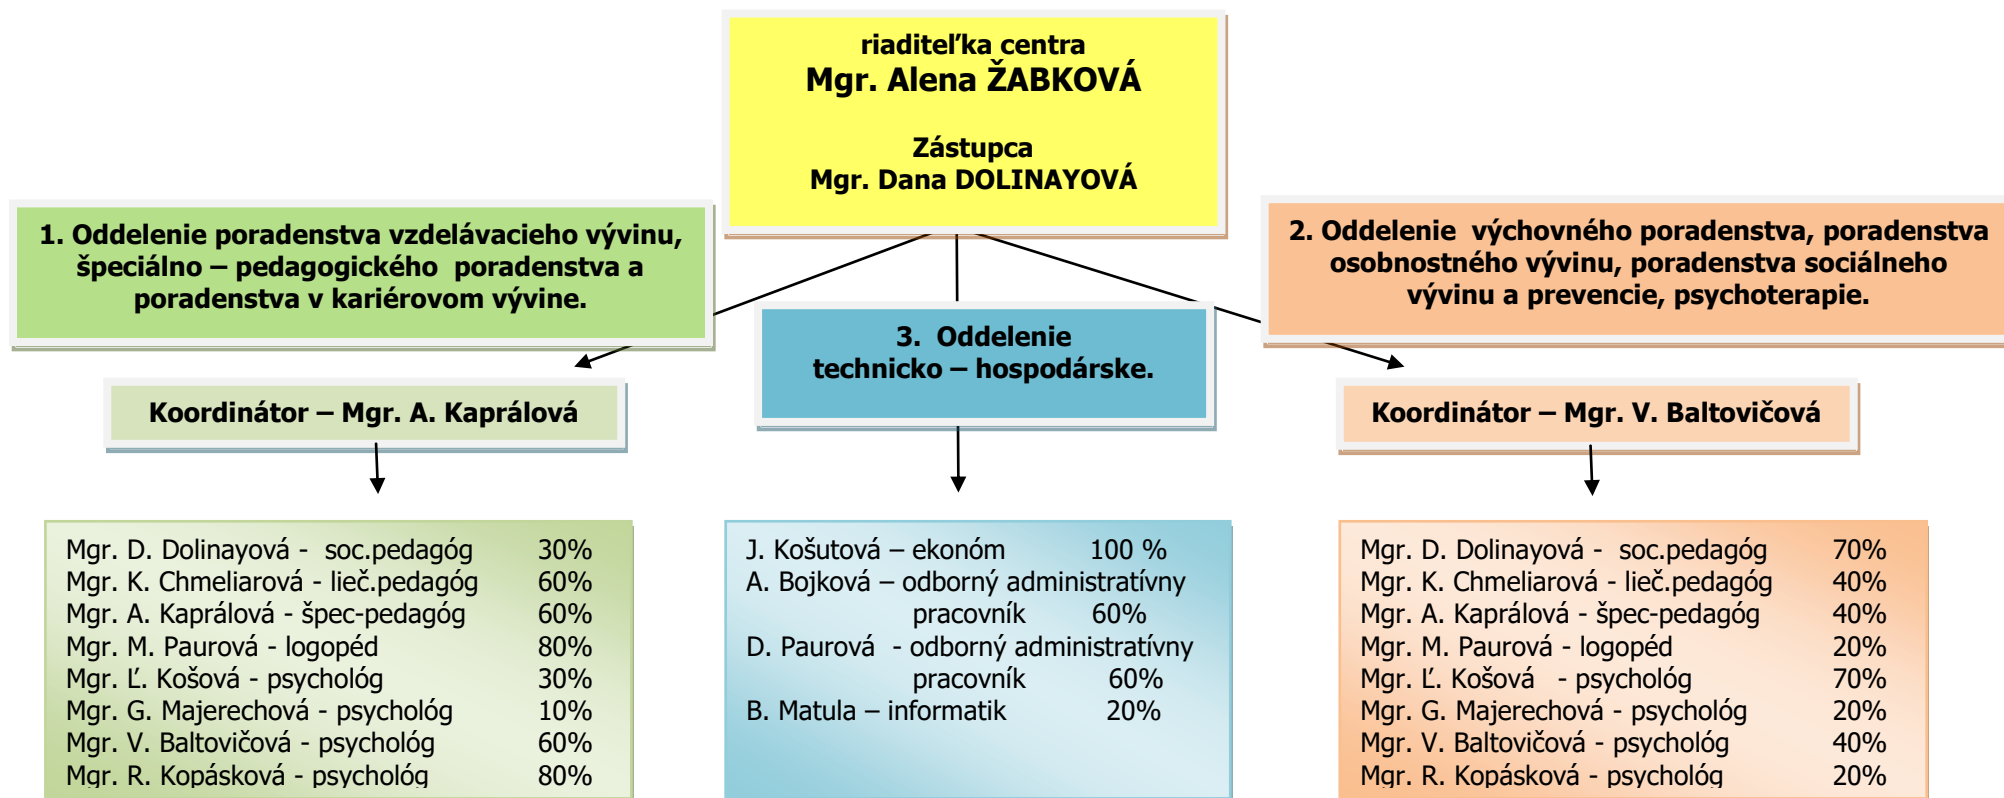 riaditeľka centra
Mgr. Alena ŽABKOVÁ
Zástupca
Mgr. Dana DOLINAYOVÁ
1. Oddelenie poradenstva vzdelávacieho vývinu,
špeciálno – pedagogického poradenstva a
poradenstva v kariérovom vývine.
2. Oddelenie výchovného poradenstva, poradenstva
osobnostného vývinu, poradenstva sociálneho
vývinu a prevencie, psychoterapie.
3. Oddelenie
technicko – hospodárske.
Koordinátor – Mgr. A. Kaprálová
Koordinátor – Mgr. V. Baltovičová
Mgr. D. Dolinayová - soc.pedagóg 30%
Mgr. K. Chmeliarová - lieč.pedagóg 60%
Mgr. A. Kaprálová - špec-pedagóg 60%
Mgr. M. Paurová - logopéd 80%
Mgr. Ľ. Košová - psychológ 30%
Mgr. G. Majerechová - psychológ 10%
Mgr. V. Baltovičová - psychológ 60%
Mgr. R. Kopásková - psychológ 80%
J. Košutová – ekonóm 100 %
A. Bojková – odborný administratívny
pracovník 60%
D. Paurová - odborný administratívny
pracovník 60%
B. Matula – informatik 20%
Mgr. D. Dolinayová - soc.pedagóg 70%
Mgr. K. Chmeliarová - lieč.pedagóg 40%
Mgr. A. Kaprálová - špec-pedagóg 40%
Mgr. M. Paurová - logopéd 20%
Mgr. Ľ. Košová - psychológ 70%
Mgr. G. Majerechová - psychológ 20%
Mgr. V. Baltovičová - psychológ 40%
Mgr. R. Kopásková - psychológ 20%